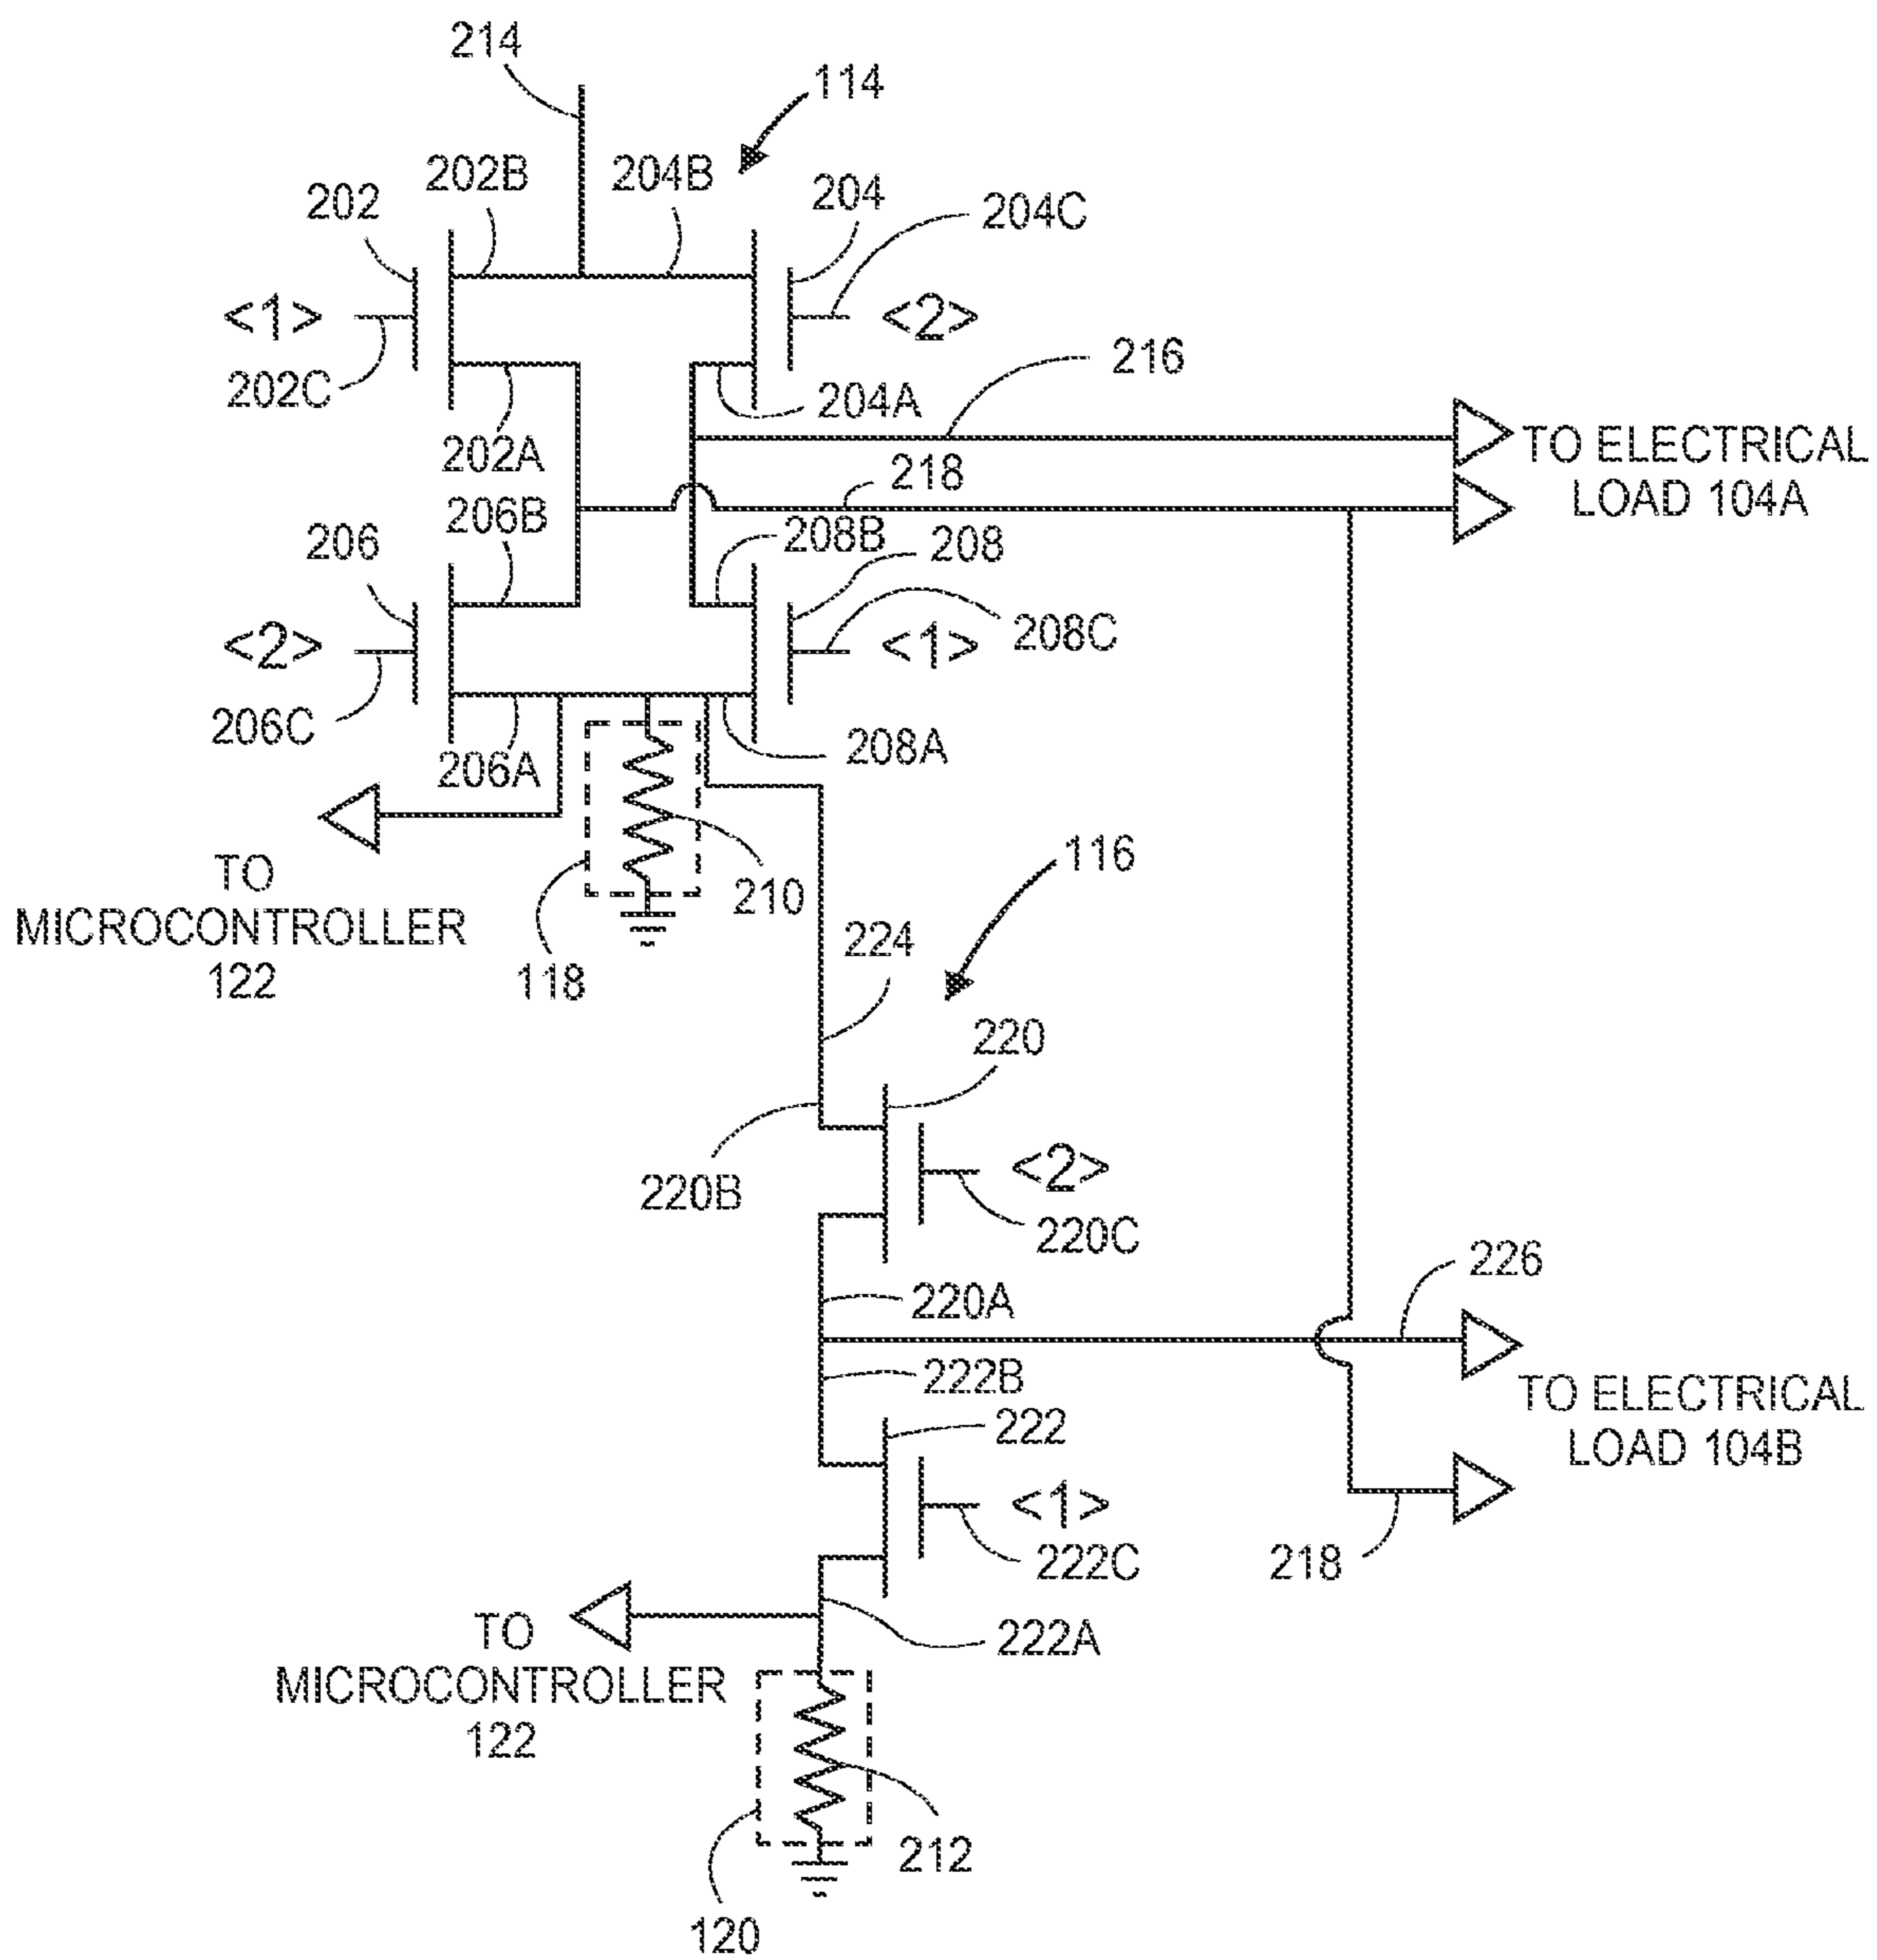 214
114
202B
204B
202
204
204C
<1>
<2>
202C
204A
216
202A
218
TO ELECTRICAL
LOAD 104A
206B
208B
206
208
<2>
<1>
208C
206C
206A
208A
TO
MICROCONTROLLER
122
118
210
116
224
220
220B
<2>
220C
226
220A
222B
TO ELECTRICAL
LOAD 104B
222
<1>
222C
218
222A
TO
MICROCONTROLLER
122
212
120